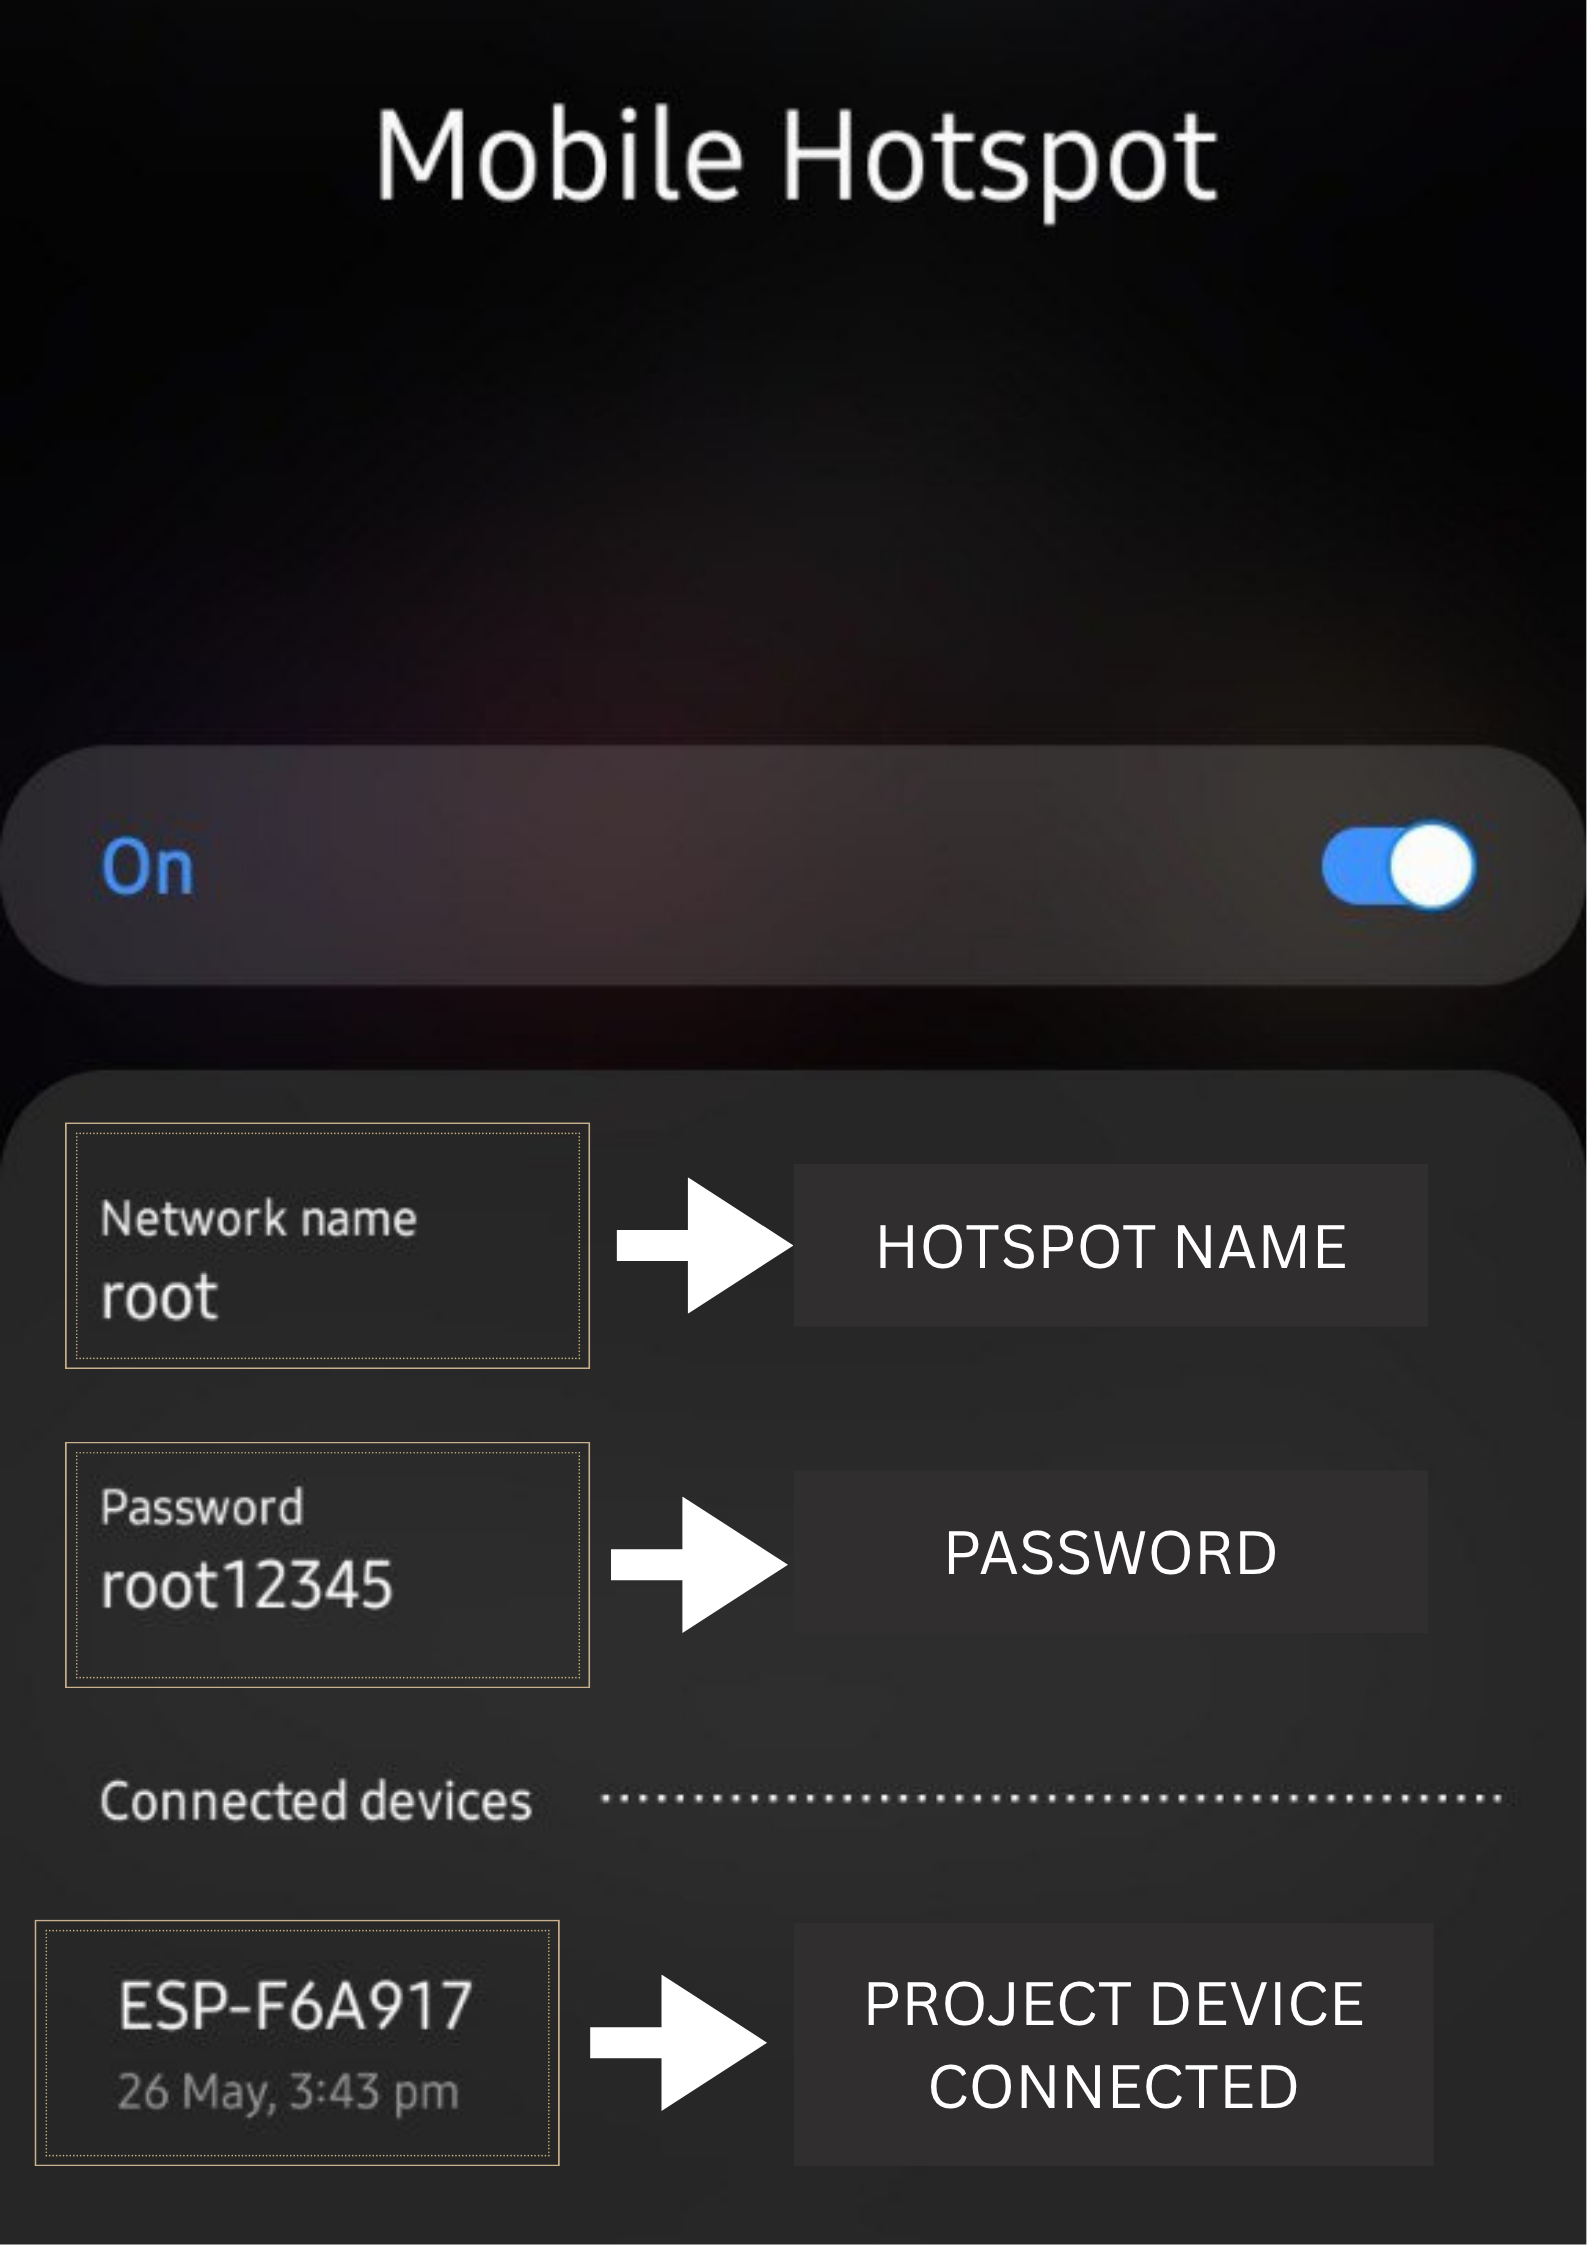 Mobile Hotspot
On
Network name
root
HOTSPOT NAME
Password
root12345
PASSWORD
Connected devices
ESP-F6A917
26 May, 3:43 pm
PROJECT DEVICE
CONNECTED